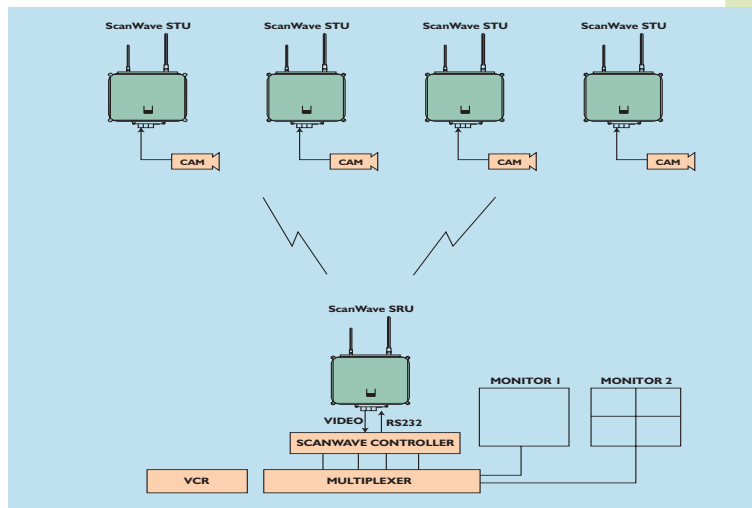 ScanWave STU ScanWave STU ScanWave STU ScanWave STU
CAM CAM CAM CAM
ScanWave SRU
MONITOR 1 MONITOR 2
VIDEO RS232
SCANWAVE CONTROLLER
VCR MULTIPLEXER